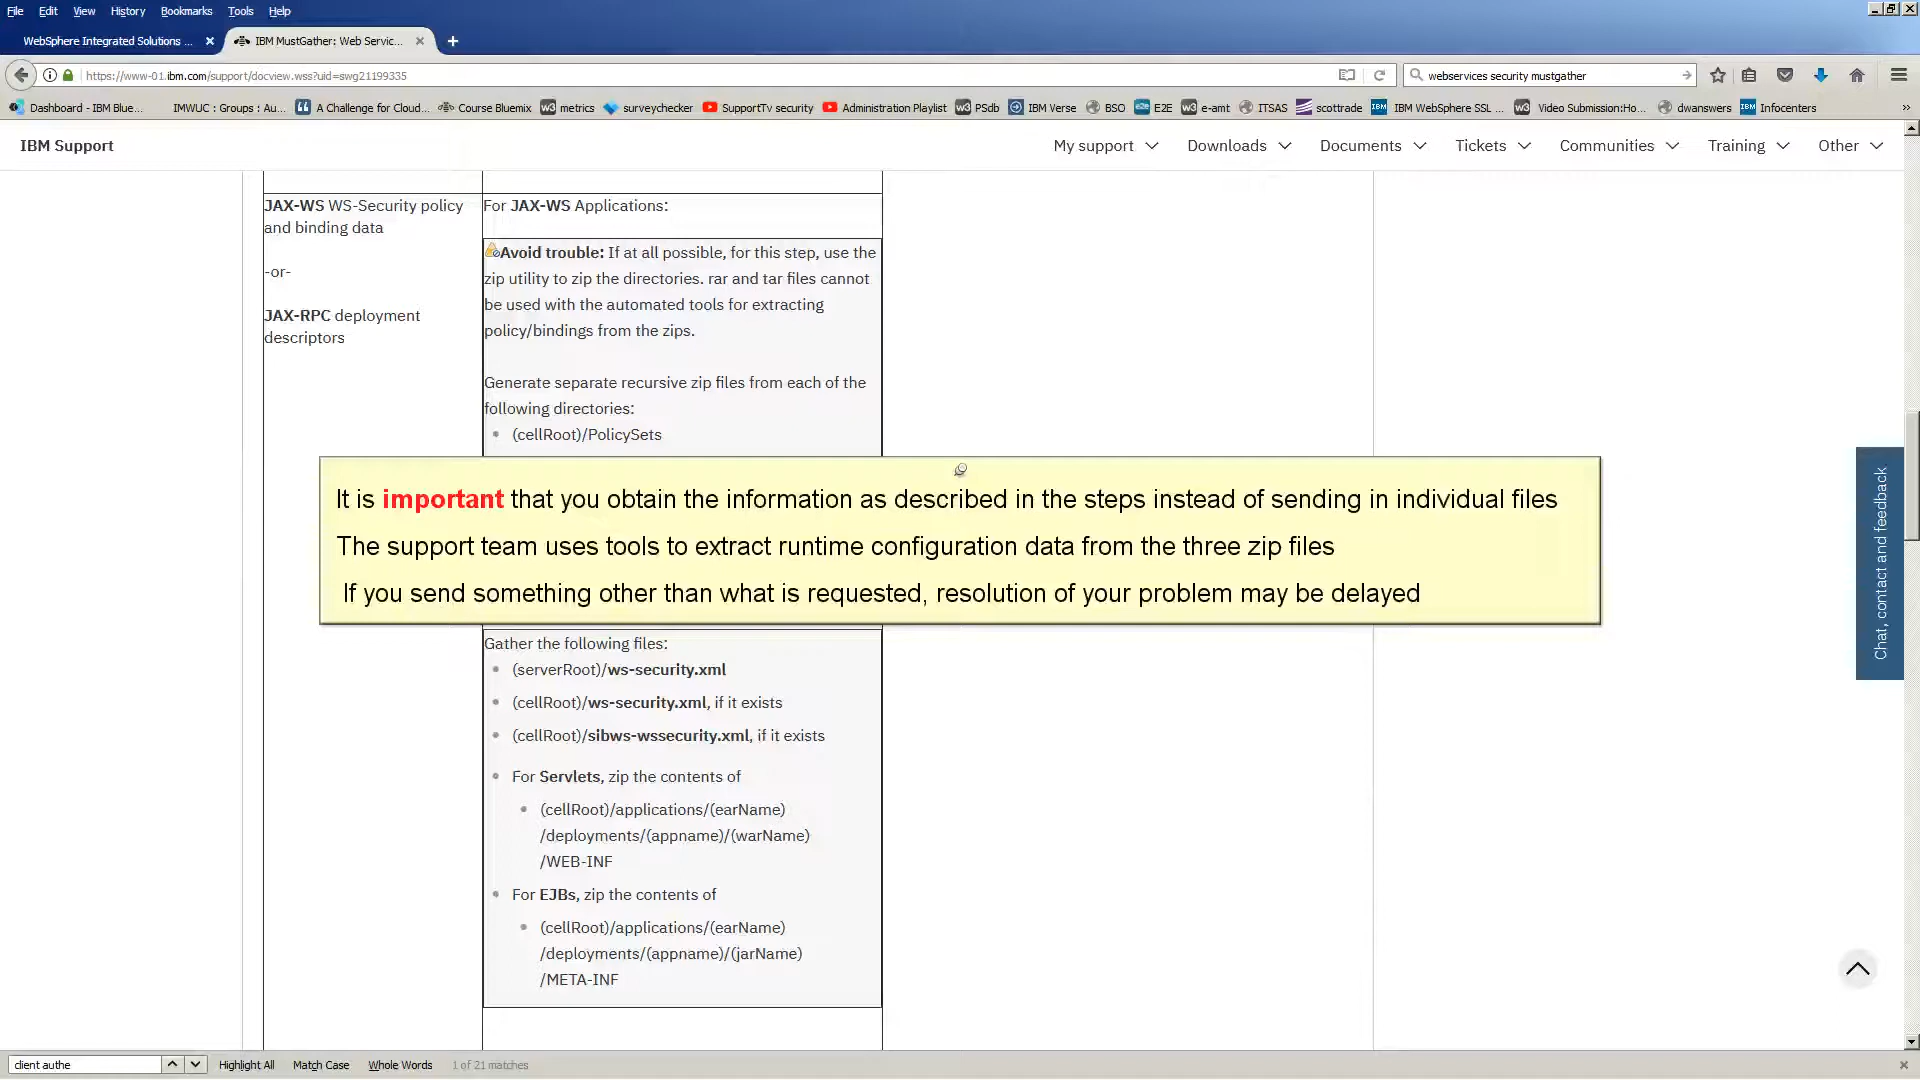 File Edit View History Bookmarks Tools Help
WebSphere Integrated Solutions ... IBM MustGather: Web Servic...
https://www-01.ibm.com/support/docview.wss?uid=swg21199335 webservices security mustgather
Dashboard - IBM Blue... IMWUC : Groups : Au... A Challenge for Cloud... Course Bluemix w3 metrics surveychecker SupportTv security Administration Playlist w3 PSdb IBM Verse BSO E2E w3 e-amt ITSAS scottrade IBM IBM WebSphere SSL ... w3 Video Submission:Ho... dwanswers IBM Infocenters
IBM Support My support Downloads Documents Tickets Communities Training Other
JAX-WS WS-Security policy
and binding data
-or-
JAX-RPC deployment
descriptors
For JAX-WS Applications:
Avoid trouble: If at all possible, for this step, use the
zip utility to zip the directories. rar and tar files cannot
be used with the automated tools for extracting
policy/bindings from the zips.
Generate separate recursive zip files from each of the
following directories:
(cellRoot)/PolicySets
It is important that you obtain the information as described in the steps instead of sending in individual files
The support team uses tools to extract runtime configuration data from the three zip files
If you send something other than what is requested, resolution of your problem may be delayed
Gather the following files:
(serverRoot)/ws-security.xml
(cellRoot)/ws-security.xml, if it exists
(cellRoot)/sibws-wssecurity.xml, if it exists
For Servlets, zip the contents of
(cellRoot)/applications/(earName)
/deployments/(appname)/(warName)
/WEB-INF
For EJBs, zip the contents of
(cellRoot)/applications/(earName)
/deployments/(appname)/(jarName)
/META-INF
Chat, contact and feedback
client authe Highlight All Match Case Whole Words 1 of 21 matches